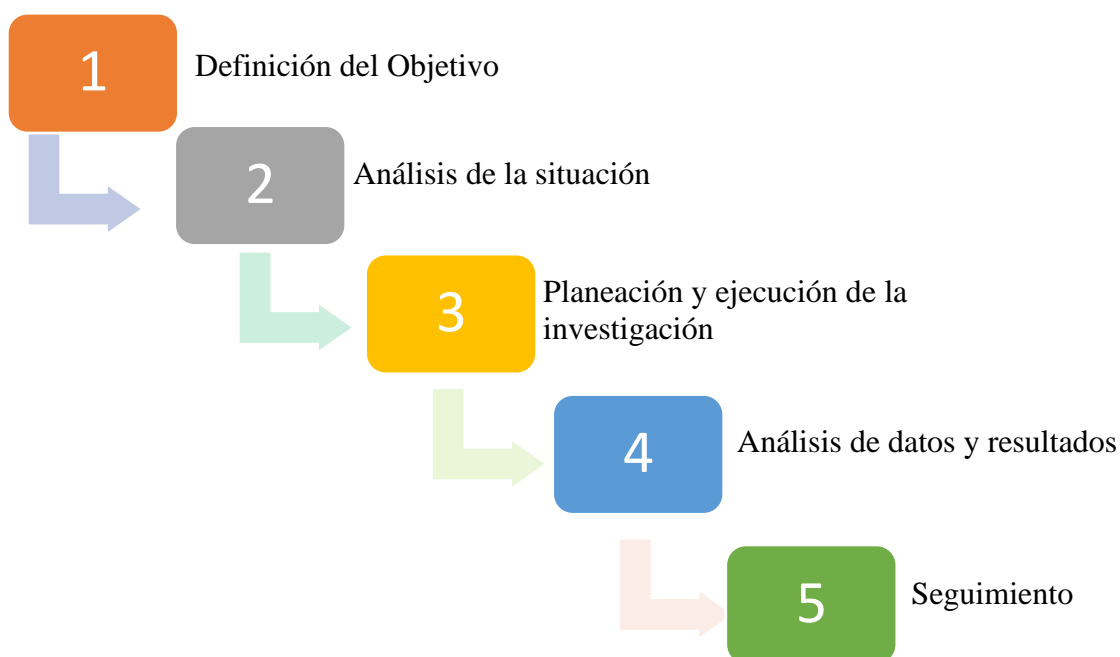 1
Definición del Objetivo
2
Análisis de la situación
3
Planeación y ejecución de la
investigación
4
Análisis de datos y resultados
5
Seguimiento